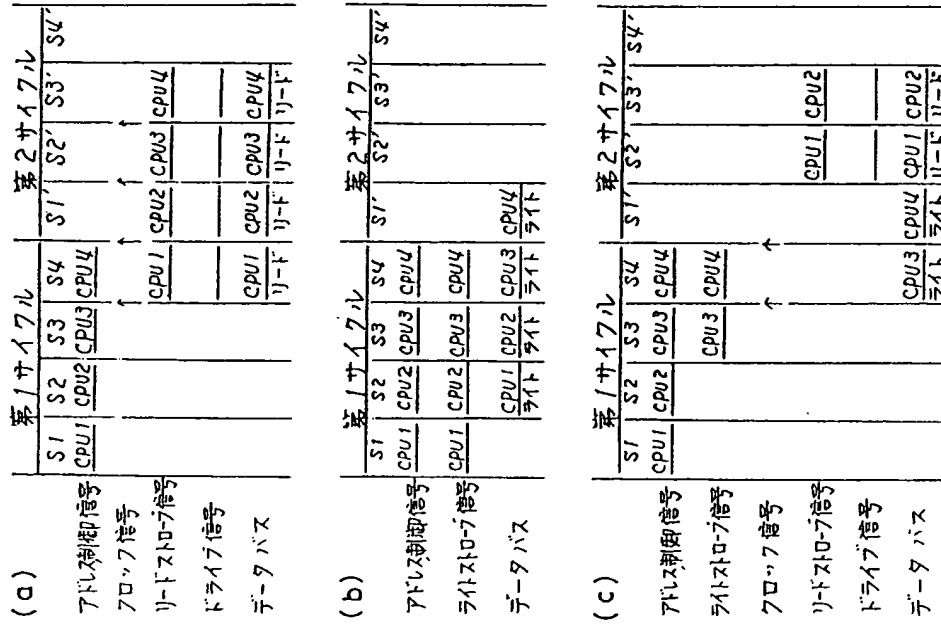 (a)
第1サイクル 第2サイクル
S1 S2 S3 S4 S1' S2' S3' S4'
アドレス制御信号 CPU1 CPU2 CPU3 CPU4
クロック信号
リードストローブ信号 CPU1 CPU2 CPU3 CPU4
ドライブ信号
データバス CPU1 CPU2 CPU3 CPU4
リード リード リード リード
(b)
第1サイクル 第2サイクル
S1 S2 S3 S4 S1' S2' S3' S4'
アドレス制御信号 CPU1 CPU2 CPU3 CPU4
ライトストローブ信号 CPU1 CPU2 CPU3 CPU4
データバス CPU1 CPU2 CPU3 CPU4
ライト ライト ライト ライト
(c)
第1サイクル 第2サイクル
S1 S2 S3 S4 S1' S2' S3' S4'
アドレス制御信号 CPU1 CPU2 CPU3 CPU4
ライトストローブ信号 CPU3 CPU4
クロック信号
リードストローブ信号 CPU1 CPU2
ドライブ信号
データバス CPU3 CPU4 CPU1 CPU2
ライト ライト リード リード